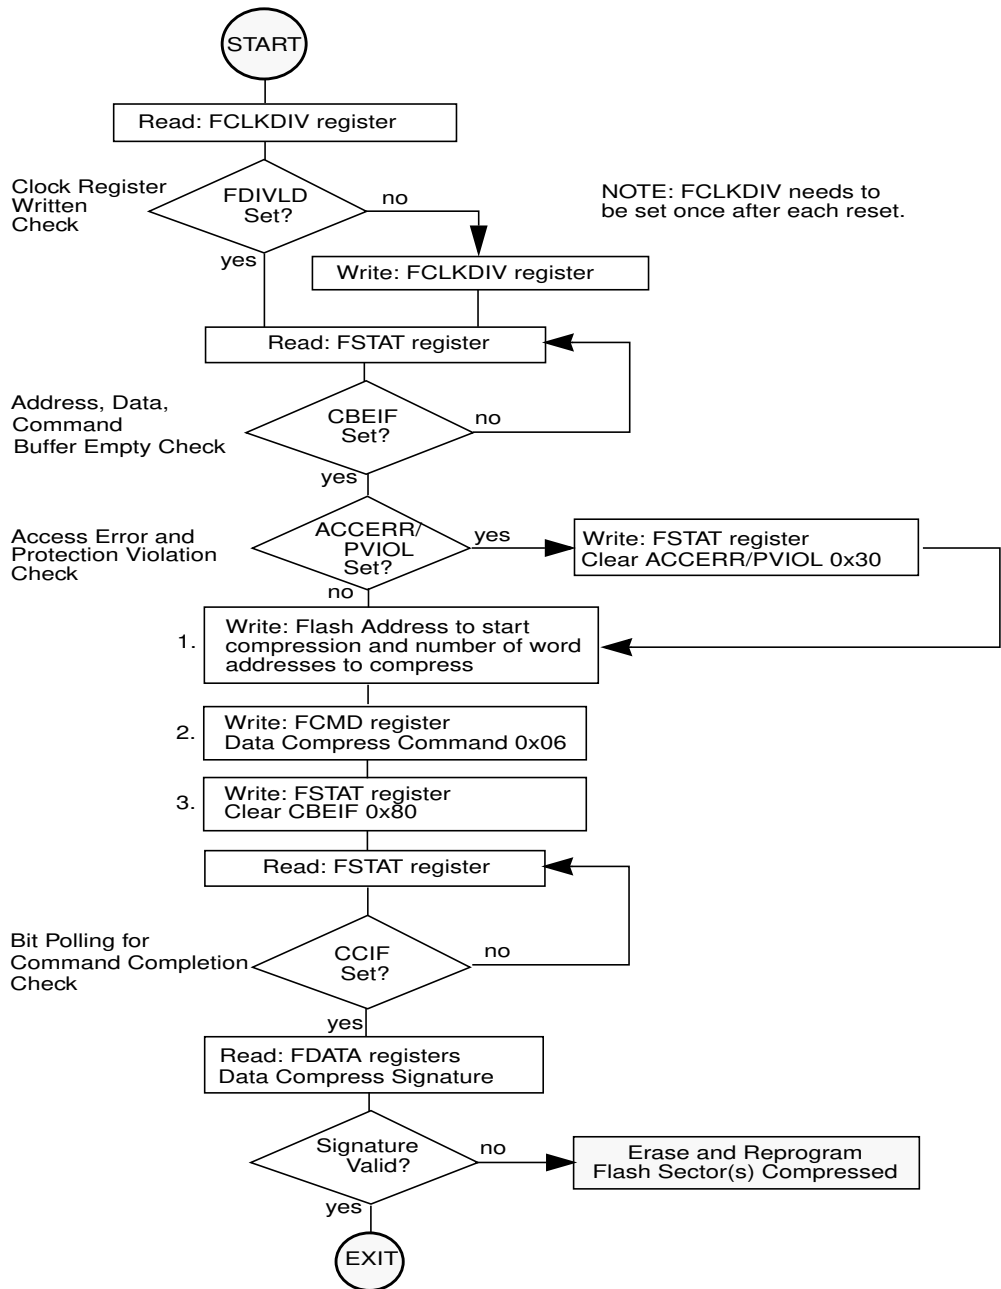 START
Read: FCLKDIV register
Clock Register
Written
Check
FDIVLD
Set?
no
yes
NOTE: FCLKDIV needs to
be set once after each reset.
Write: FCLKDIV register
Read: FSTAT register
Address, Data,
Command
Buffer Empty Check
CBEIF
Set?
no
yes
Access Error and
Protection Violation
Check
ACCERR/
PVIOL
Set?
yes
no
Write: FSTAT register
Clear ACCERR/PVIOL 0x30
1.
Write: Flash Address to start
compression and number of word
addresses to compress
2.
Write: FCMD register
Data Compress Command 0x06
3.
Write: FSTAT register
Clear CBEIF 0x80
Read: FSTAT register
Bit Polling for
Command Completion
Check
CCIF
Set?
no
yes
Read: FDATA registers
Data Compress Signature
Signature
Valid?
no
yes
Erase and Reprogram
Flash Sector(s) Compressed
EXIT